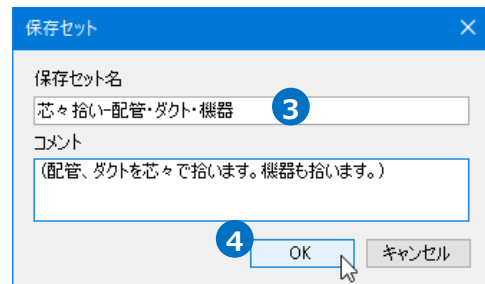 保存セット
保存セット名
芯々拾い-配管・ダクト・機器
3
コメント
(配管、ダクトを芯々で拾います。機器も拾います。)
4
OK
キャンセル